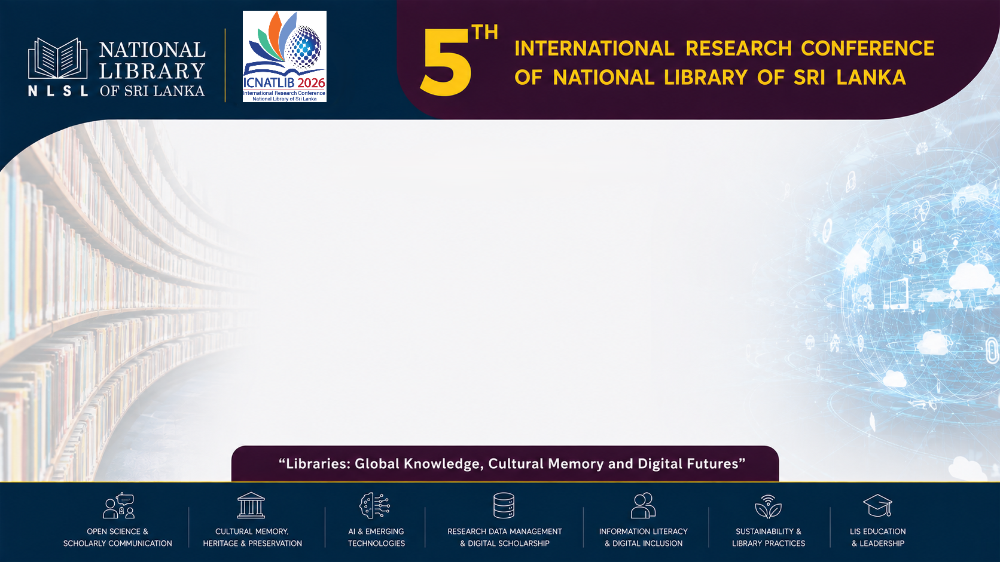 NATIONAL
LIBRARY
OF SRI LANKA
NLSL
ICNATLIB 2026
International Research Conference
National Library of Sri Lanka
5TH
INTERNATIONAL RESEARCH CONFERENCE
OF NATIONAL LIBRARY OF SRI LANKA
“Libraries: Global Knowledge, Cultural Memory and Digital Futures”
OPEN SCIENCE &
SCHOLARLY COMMUNICATION
CULTURAL MEMORY,
HERITAGE & PRESERVATION
AI & EMERGING
TECHNOLOGIES
RESEARCH DATA MANAGEMENT
& DIGITAL SCHOLARSHIP
INFORMATION LITERACY
& DIGITAL INCLUSION
SUSTAINABILITY &
LIBRARY PRACTICES
LIS EDUCATION
& LEADERSHIP